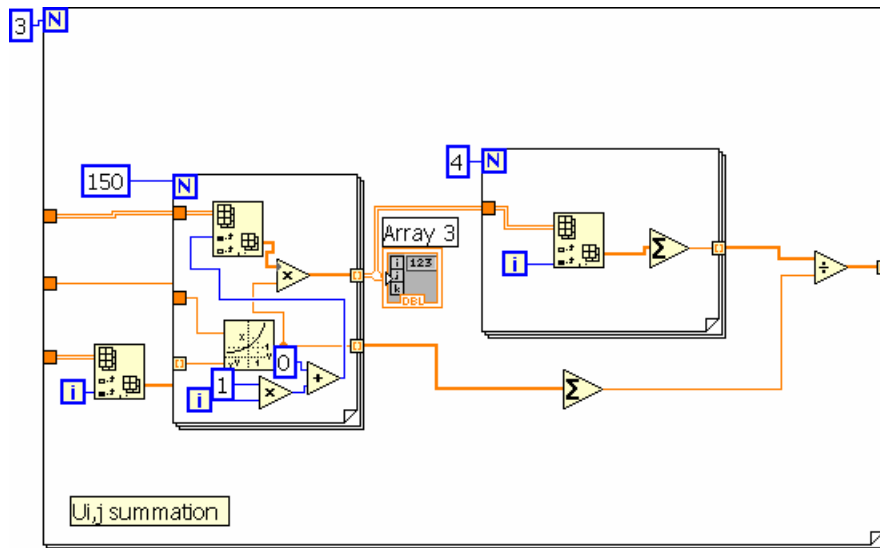 3
N
150
N
4
N
Array 3
i
j
k
123
DBL
i
Σ
÷
×
0
1
i
×
+
i
Σ
Ui,j summation